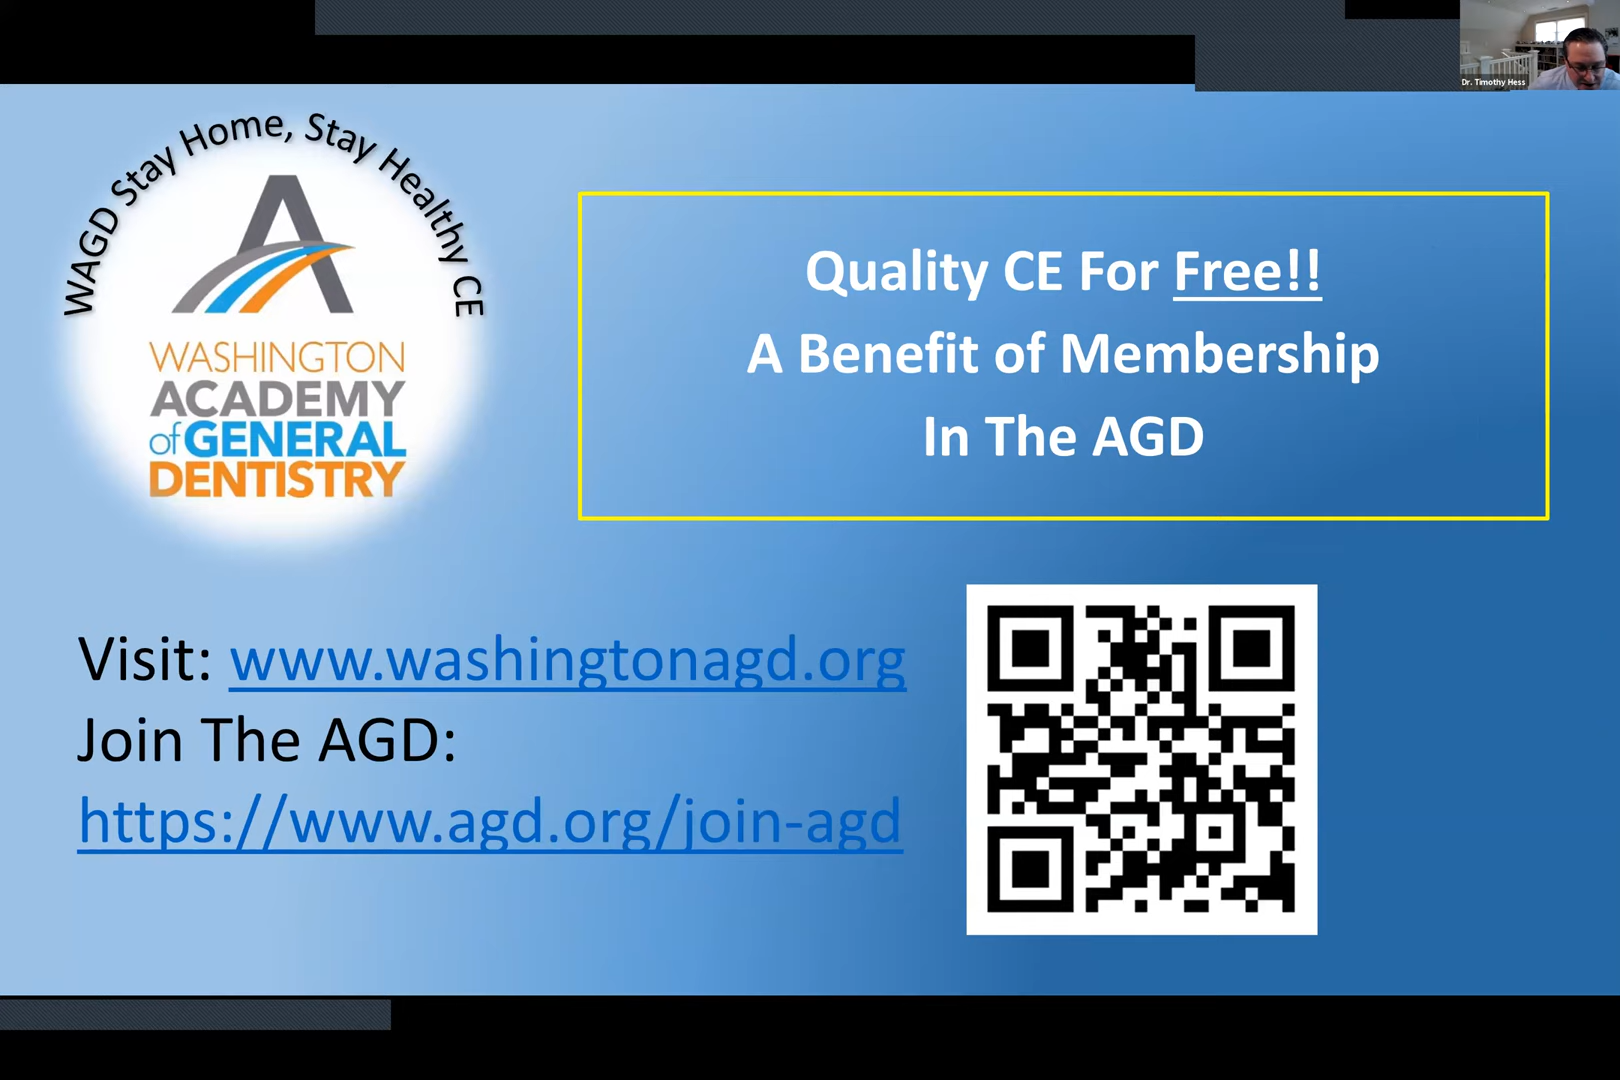 Dr. Timothy Hess
WAGD Stay Home, Stay Healthy CE
WASHINGTON
ACADEMY
of GENERAL
DENTISTRY
Quality CE For Free!!
A Benefit of Membership
In The AGD
Visit: www.washingtonagd.org
Join The AGD:
https://www.agd.org/join-agd